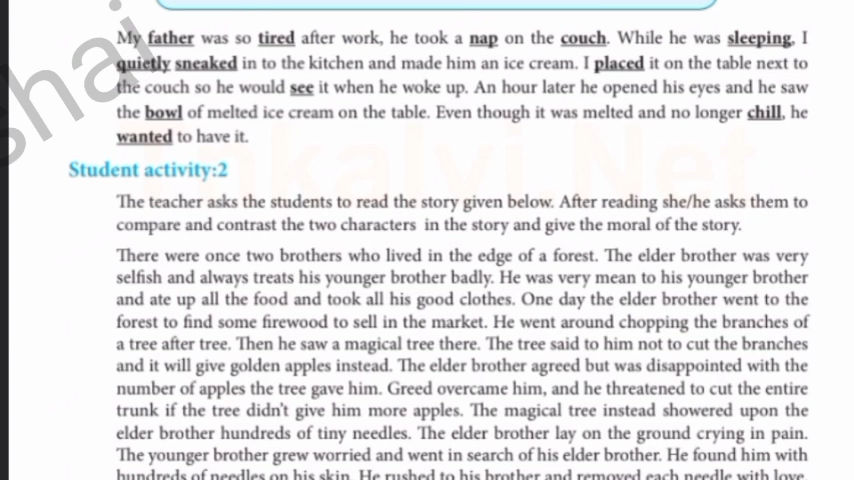 My father was so tired after work, he took a nap on the couch. While he was sleeping, I
quietly sneaked in to the kitchen and made him an ice cream. I placed it on the table next to
the couch so he would see it when he woke up. An hour later he opened his eyes and he saw
the bowl of melted ice cream on the table. Even though it was melted and no longer chill, he
wanted to have it.
Student activity:2
The teacher asks the students to read the story given below. After reading she/he asks them to
compare and contrast the two characters in the story and give the moral of the story.
There were once two brothers who lived in the edge of a forest. The elder brother was very
selfish and always treats his younger brother badly. He was very mean to his younger brother
and ate up all the food and took all his good clothes. One day the elder brother went to the
forest to find some firewood to sell in the market. He went around chopping the branches of
a tree after tree. Then he saw a magical tree there. The tree said to him not to cut the branches
and it will give golden apples instead. The elder brother agreed but was disappointed with the
number of apples the tree gave him. Greed overcame him, and he threatened to cut the entire
trunk if the tree didn't give him more apples. The magical tree instead showered upon the
elder brother hundreds of tiny needles. The elder brother lay on the ground crying in pain.
The younger brother grew worried and went in search of his elder brother. He found him with
hundreds of needles on his skin. He rushed to his brother and removed each needle with love.